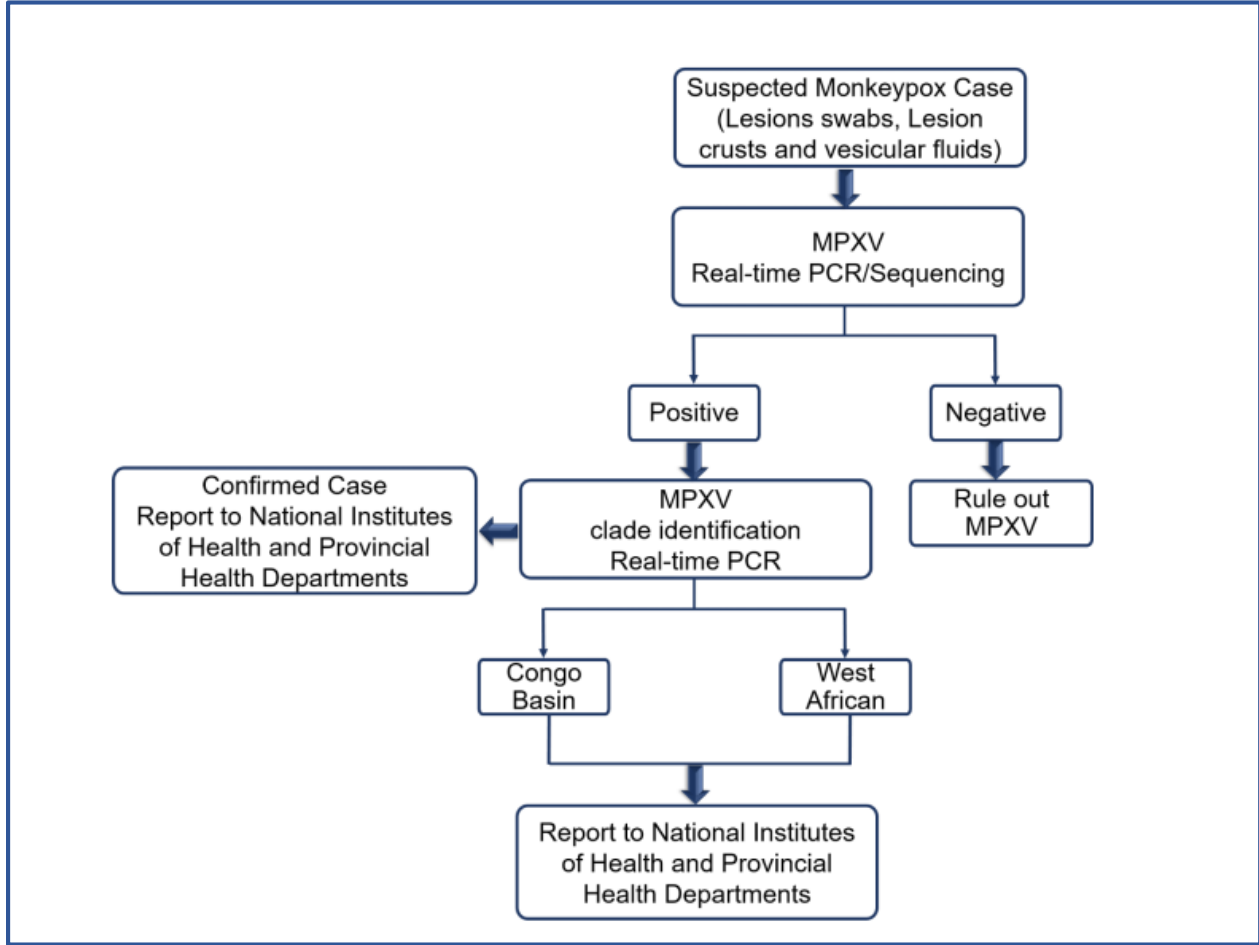 Suspected Monkeypox Case
(Lesions swabs, Lesion
crusts and vesicular fluids)
MPXV
Real-time PCR/Sequencing
Positive
Negative
Confirmed Case
Report to National Institutes
of Health and Provincial
Health Departments
MPXV
clade identification
Real-time PCR
Rule out
MPXV
Congo
Basin
West
African
Report to National Institutes
of Health and Provincial
Health Departments